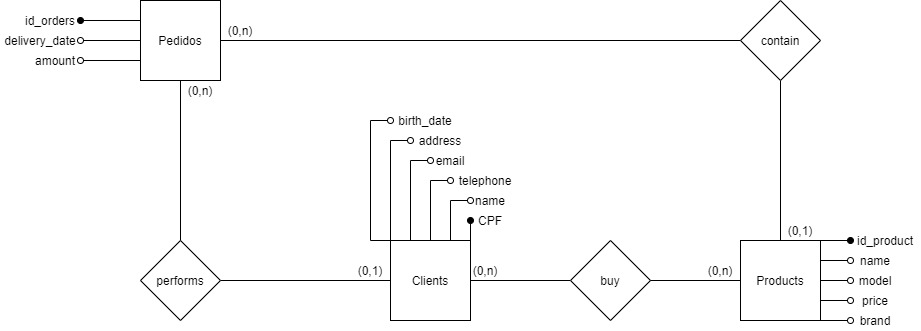 id_orders
delivery_date
amount
Pedidos
(0,n)
contain
(0,n)
birth_date
address
email
telephone
name
CPF
performs
(0,1)
Clients
(0,n)
buy
(0,n)
Products
(0,1)
id_product
name
model
price
brand